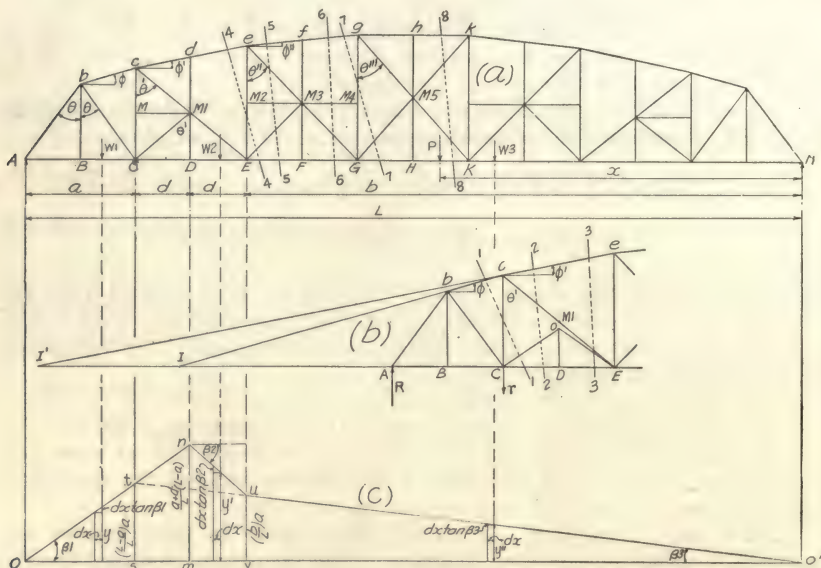 4 5 6 7 8
b c d e f g h k
ϕ ϕ' ϕ'' (a)
θ θ θ' θ'' θ'''
M M1 M2 M3 M4 M5
θ'
A B W1 C D W2 E F G H P K W3
4 5 6 7 8
a d d b x
L
I' I (b)
1 2 3
b ϕ c ϕ' e
θ' O M1
A B C D E
R 1 2 3
n β2
t u (C)
(L-a/L)a dx tan β2 y' (b/L)a
dx tan β1 dx y dx
dx tan β3 dx y''
O β1 s m v β3 O'